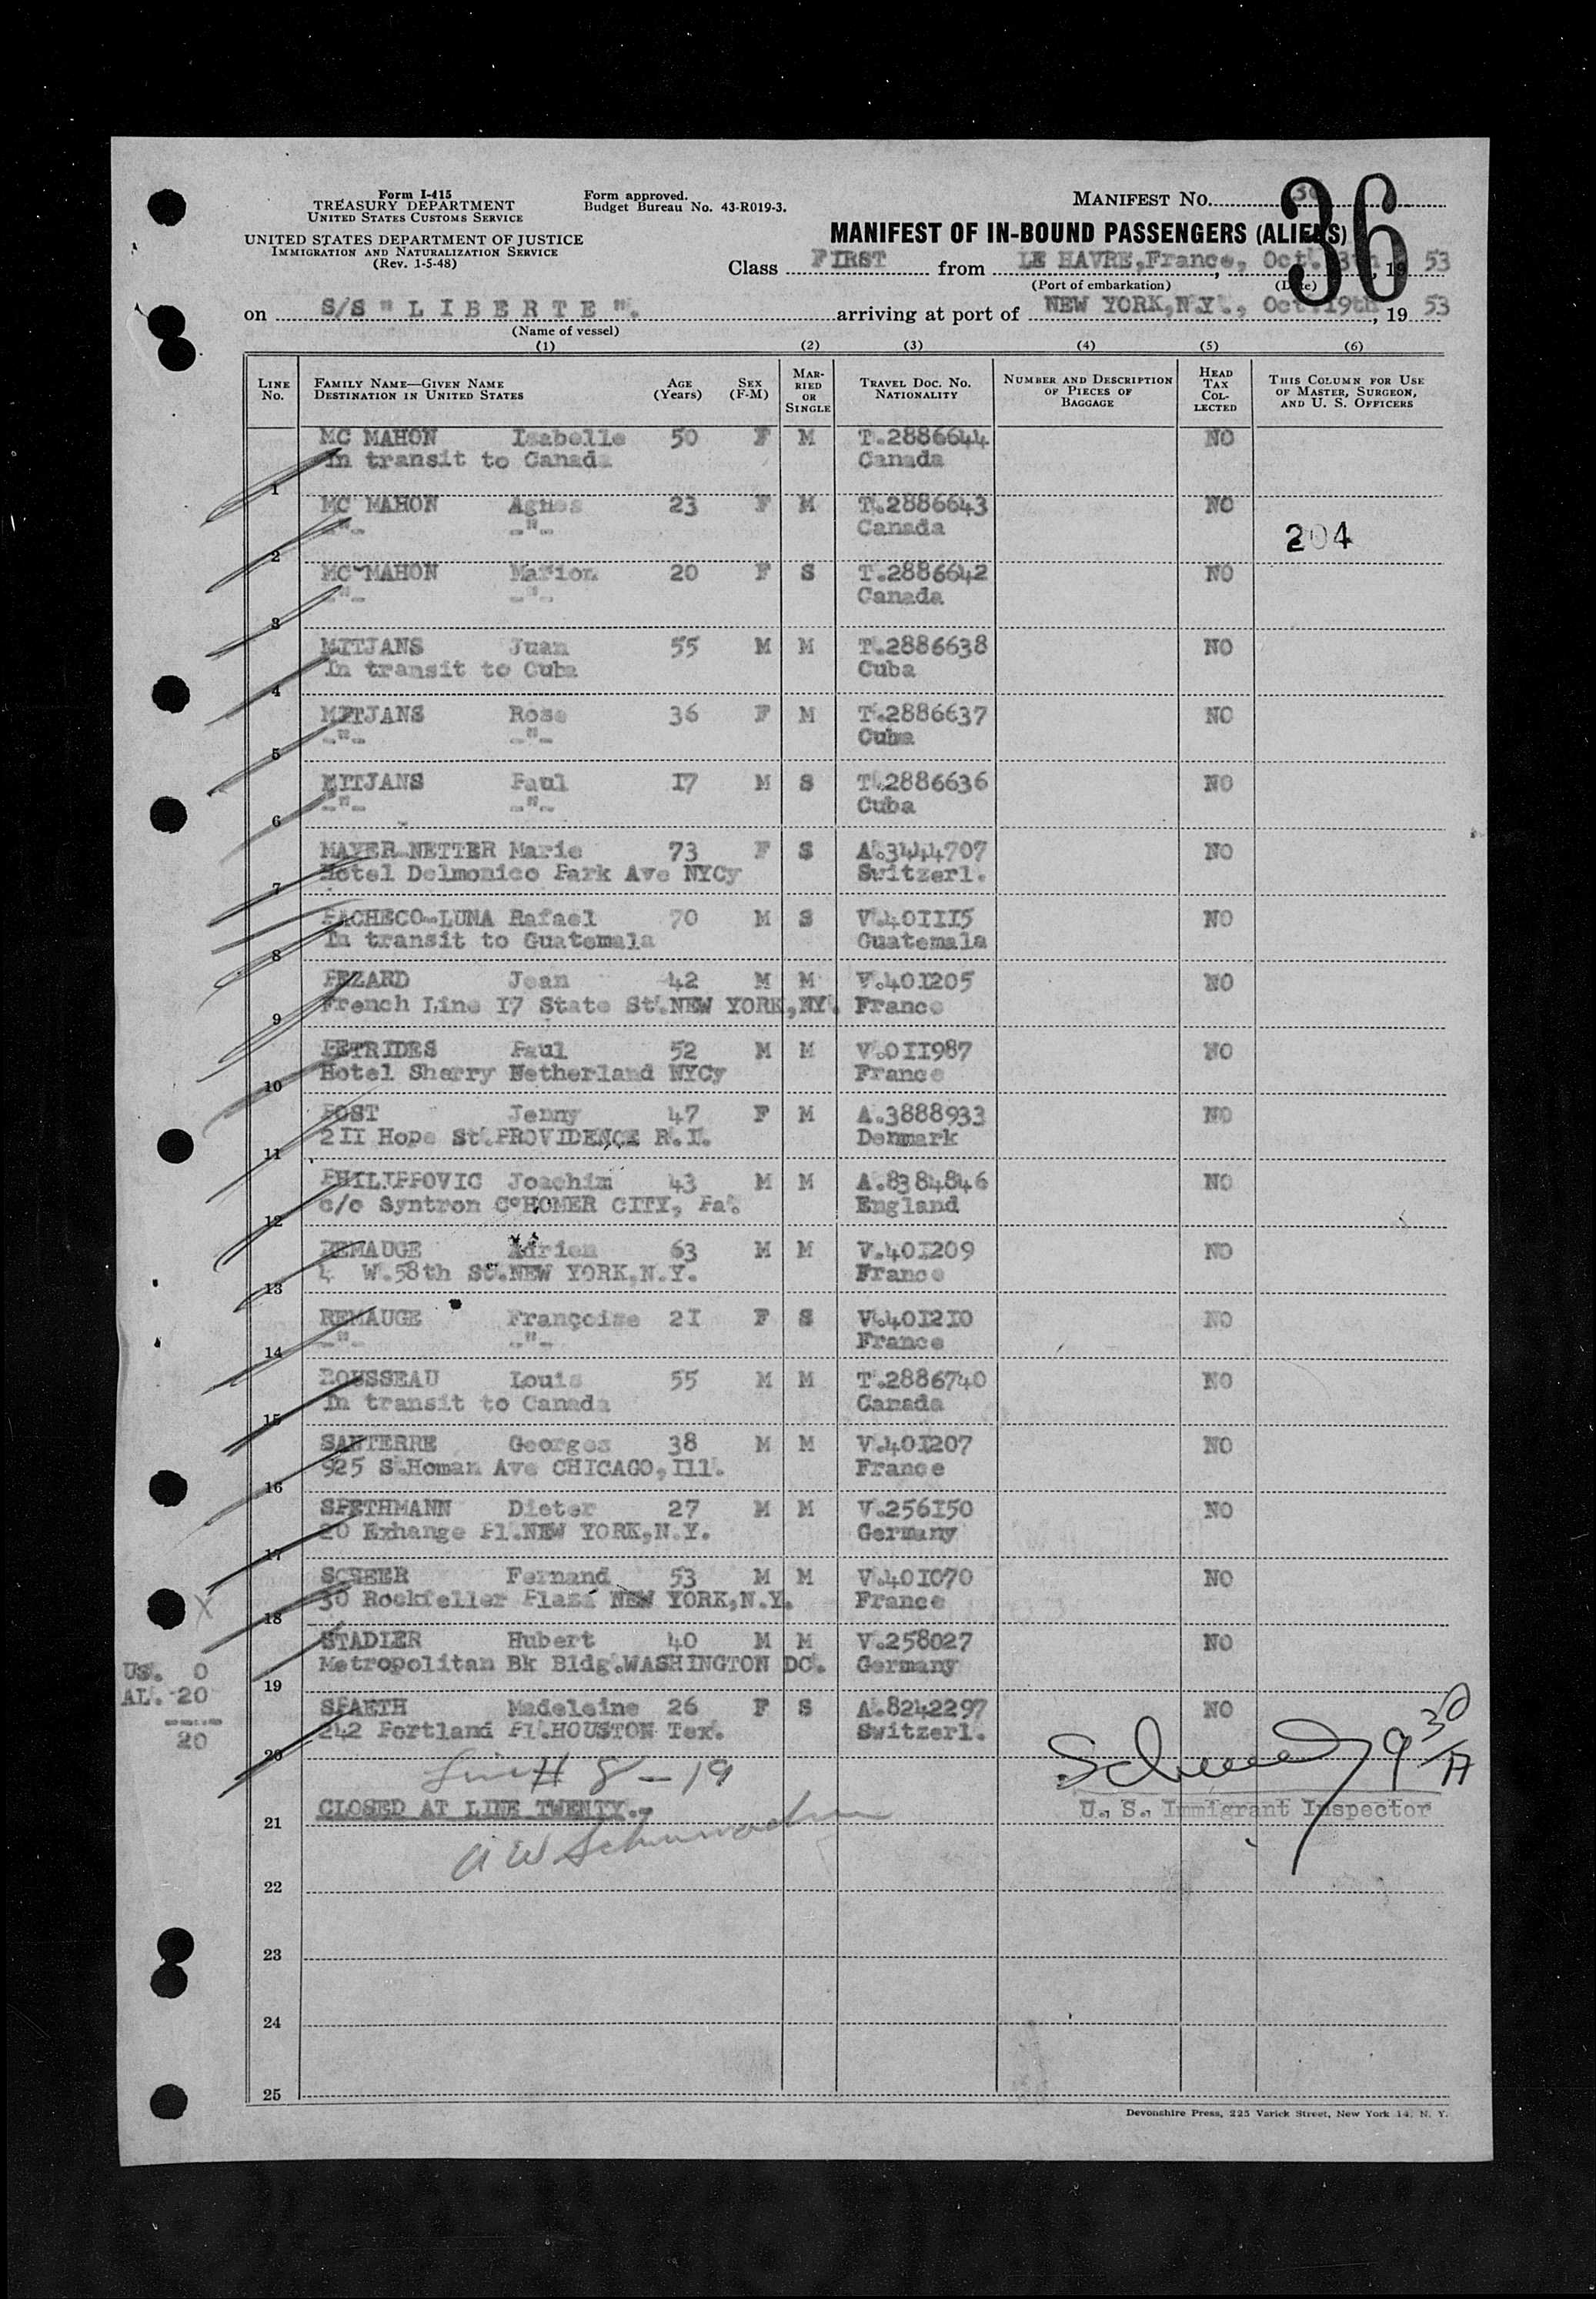 Form I-415
TREASURY DEPARTMENT
UNITED STATES CUSTOMS SERVICE
UNITED STATES DEPARTMENT OF JUSTICE
IMMIGRATION AND NATURALIZATION SERVICE
(Rev. 1-5-48)
Form approved.
Budget Bureau No. 43-R019-3.
MANIFEST NO. 36
MANIFEST OF IN-BOUND PASSENGERS (ALIENS)
Class FIRST from LE HAVRE, France, Oct. 13th, 19 53
(Port of embarkation) (Date)
on S/S " L I B E R T E ". arriving at port of NEW YORK, N.Y., Oct. 19th, 19 53
(Name of vessel)
(1) (2) (3) (4) (5) (6)
LINE NO. FAMILY NAME—GIVEN NAME DESTINATION IN UNITED STATES AGE (Years) SEX (F-M) MARRIED OR SINGLE TRAVEL DOC. NO. NATIONALITY NUMBER AND DESCRIPTION OF PIECES OF BAGGAGE HEAD TAX COLLECTED THIS COLUMN FOR USE OF MASTER, SURGEON, AND U. S. OFFICERS
MC MAHON Isabelle 50 F M T.2886644 NO
1 In transit to Canada Canada
MC MAHON Agnes 23 F M T.2886643 NO
2 -"- -"- Canada 204
MC MAHON Marion 20 F S T.2886642 NO
3 -"- -"- Canada
MITJANS Juan 55 M M T.2886638 NO
4 In transit to Cuba Cuba
MITJANS Rose 36 F M T.2886637 NO
5 -"- -"- Cuba
MITJANS Paul 17 M S T.2886636 NO
6 -"- -"- Cuba
MAYER-NETTER Marie 73 F S A.3444707 NO
7 Hotel Delmonico Park Ave NYCy Switzerl.
PACHECO-LUNA Rafael 70 M S V.401115 NO
8 In transit to Guatemala Guatemala
PEZARD Jean 42 M M V.401205 NO
9 French Line 17 State St.NEW YORK,NY. France
PETRIDES Paul 52 M M V.011987 NO
10 Hotel Sherry Netherland NYCy France
POST Jenny 47 F M A.3888933 NO
11 211 Hope St.PROVIDENCE R.I. Denmark
PHILIPPOVIC Joachim 43 M M A.8384846 NO
12 c/o Syntron C°HOMER CITY, Pa. England
REMAUGE Adrien 63 M M V.401209 NO
13 4 W.58th St.NEW YORK,N.Y. France
REMAUGE Françoise 21 F S V.401210 NO
14 -"- -"- France
ROUSSEAU Louis 55 M M T.2886740 NO
15 In transit to Canada Canada
SANTERRE Georges 38 M M V.401207 NO
16 925 S.Homan Ave CHICAGO,Ill. France
SPETHMANN Dieter 27 M M V.256150 NO
17 20 Exhange Pl.NEW YORK,N.Y. Germany
SCHEER Fernand 53 M M V.401070 NO
18 30 Rockfeller Plaza NEW YORK,N.Y. France
STADLER Hubert 40 M M V.258027 NO
19 Metropolitan Bk Bldg.WASHINGTON DC. Germany
US. 0
AL. 20
20
SPAETH Madeleine 26 F S A.8242297 NO
20 242 Portland Pl.HOUSTON Tex. Switzerl.
8-19
CLOSED AT LINE TWENTY.-
U. S. Immigrant Inspector
21
22
23
24
25
Devonshire Press, 225 Varick Street, New York 14, N. Y.